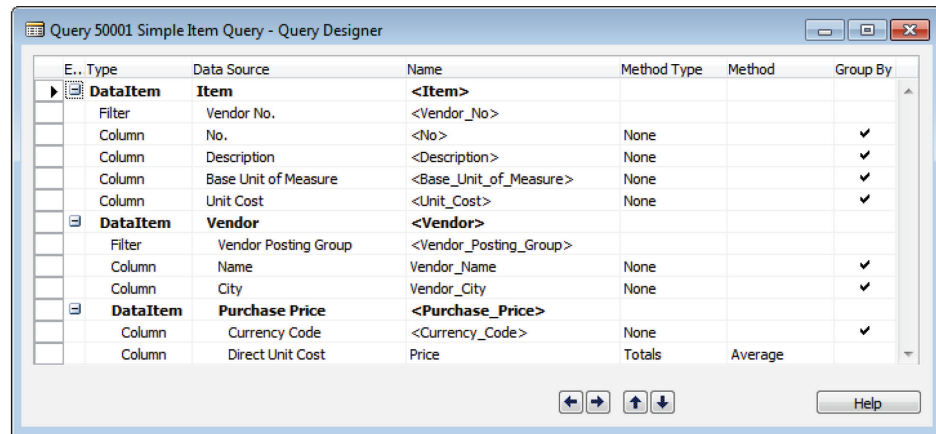 Query 50001 Simple Item Query - Query Designer
E.. Type Data Source Name Method Type Method Group By
DataItem Item <Item>
Filter Vendor No. <Vendor_No>
Column No. <No> None
Column Description <Description> None
Column Base Unit of Measure <Base_Unit_of_Measure> None
Column Unit Cost <Unit_Cost> None
DataItem Vendor <Vendor>
Filter Vendor Posting Group <Vendor_Posting_Group>
Column Name Vendor_Name None
Column City Vendor_City None
DataItem Purchase Price <Purchase_Price>
Column Currency Code <Currency_Code> None
Column Direct Unit Cost Price Totals Average
Help